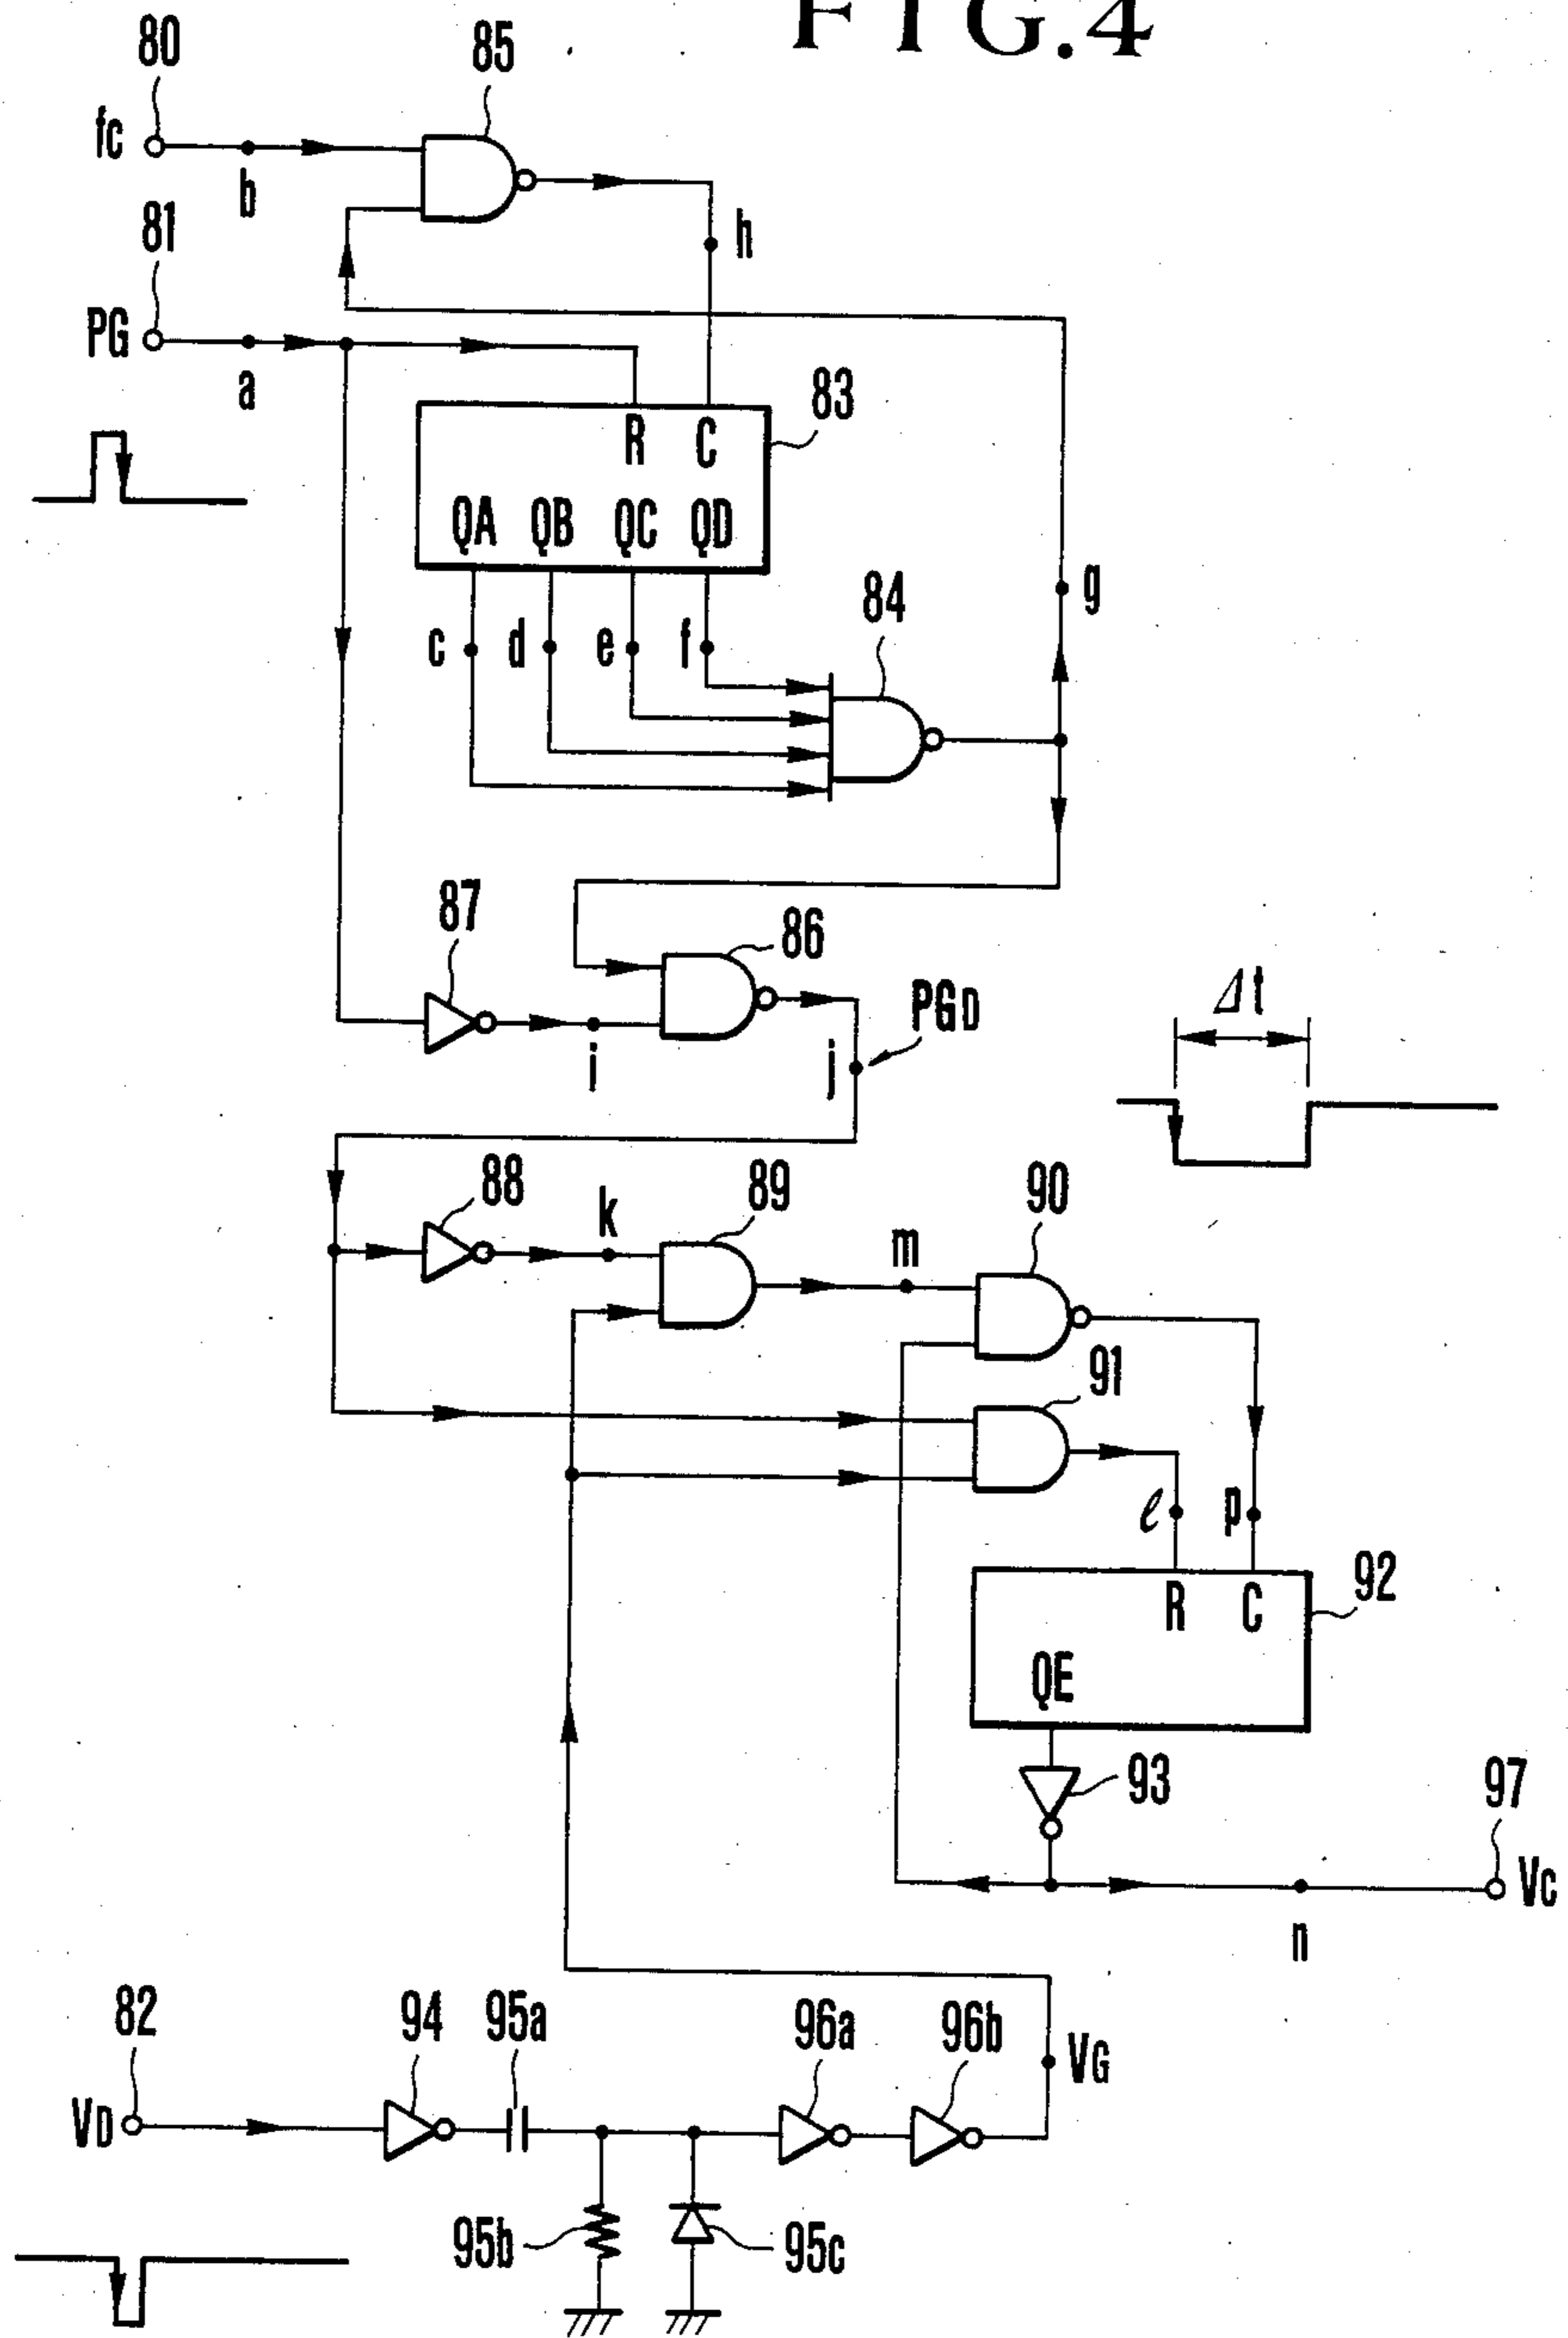 FIG.4
80
85
fc
b
h
81
PG
a
83
R C
QA QB QC QD
c d e f
g
84
87
86
i
j
PGD
Δt
88
k
89
m
90
91
ℓ
p
R C
92
QE
93
97
Vc
n
82
VD
94
95a
96a
96b
VG
95b
95c